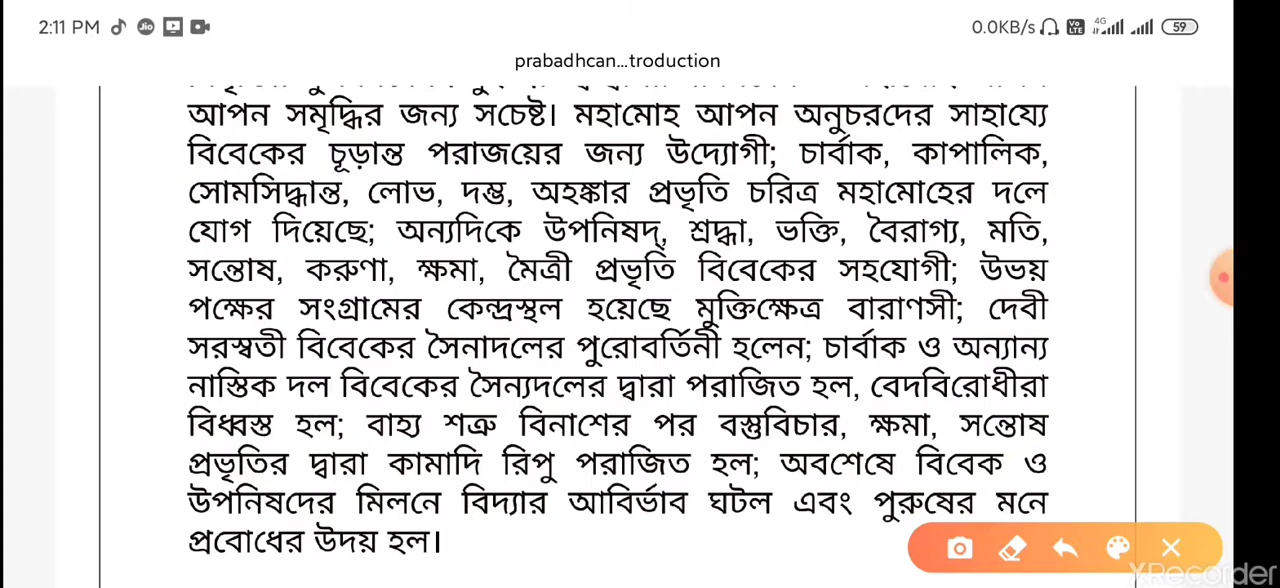 2:11 PM
0.0KB/s 4G 59
prabadhcan...troduction
আপন সমৃদ্ধির জন্য সচেষ্ট। মহামোহ আপন অনুচরদের সাহায্যে
বিবেকের চূড়ান্ত পরাজয়ের জন্য উদ্যোগী; চার্বাক, কাপালিক,
সোমসিদ্ধান্ত, লোভ, দম্ভ, অহঙ্কার প্রভৃতি চরিত্র মহামোহের দলে
যোগ দিয়েছে; অন্যদিকে উপনিষদ্, শ্রদ্ধা, ভক্তি, বৈরাগ্য, মতি,
সন্তোষ, করুণা, ক্ষমা, মৈত্রী প্রভৃতি বিবেকের সহযোগী; উভয়
পক্ষের সংগ্রামের কেন্দ্রস্থল হয়েছে মুক্তিক্ষেত্র বারাণসী; দেবী
সরস্বতী বিবেকের সৈনাদলের পুরোবর্তিনী হলেন; চার্বাক ও অন্যান্য
নাস্তিক দল বিবেকের সৈন্যদলের দ্বারা পরাজিত হল, বেদবিরোধীরা
বিধ্বস্ত হল; বাহ্য শত্রু বিনাশের পর বস্তুবিচার, ক্ষমা, সন্তোষ
প্রভৃতির দ্বারা কামাদি রিপু পরাজিত হল; অবশেষে বিবেক ও
উপনিষদের মিলনে বিদ্যার আবির্ভাব ঘটল এবং পুরুষের মনে
প্রবোধের উদয় হল।
XRecorder